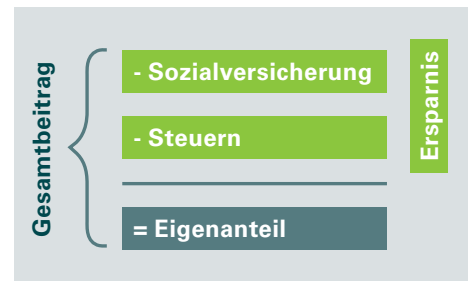 Gesamtbeitrag
- Sozialversicherung
- Steuern
= Eigenanteil
Ersparnis